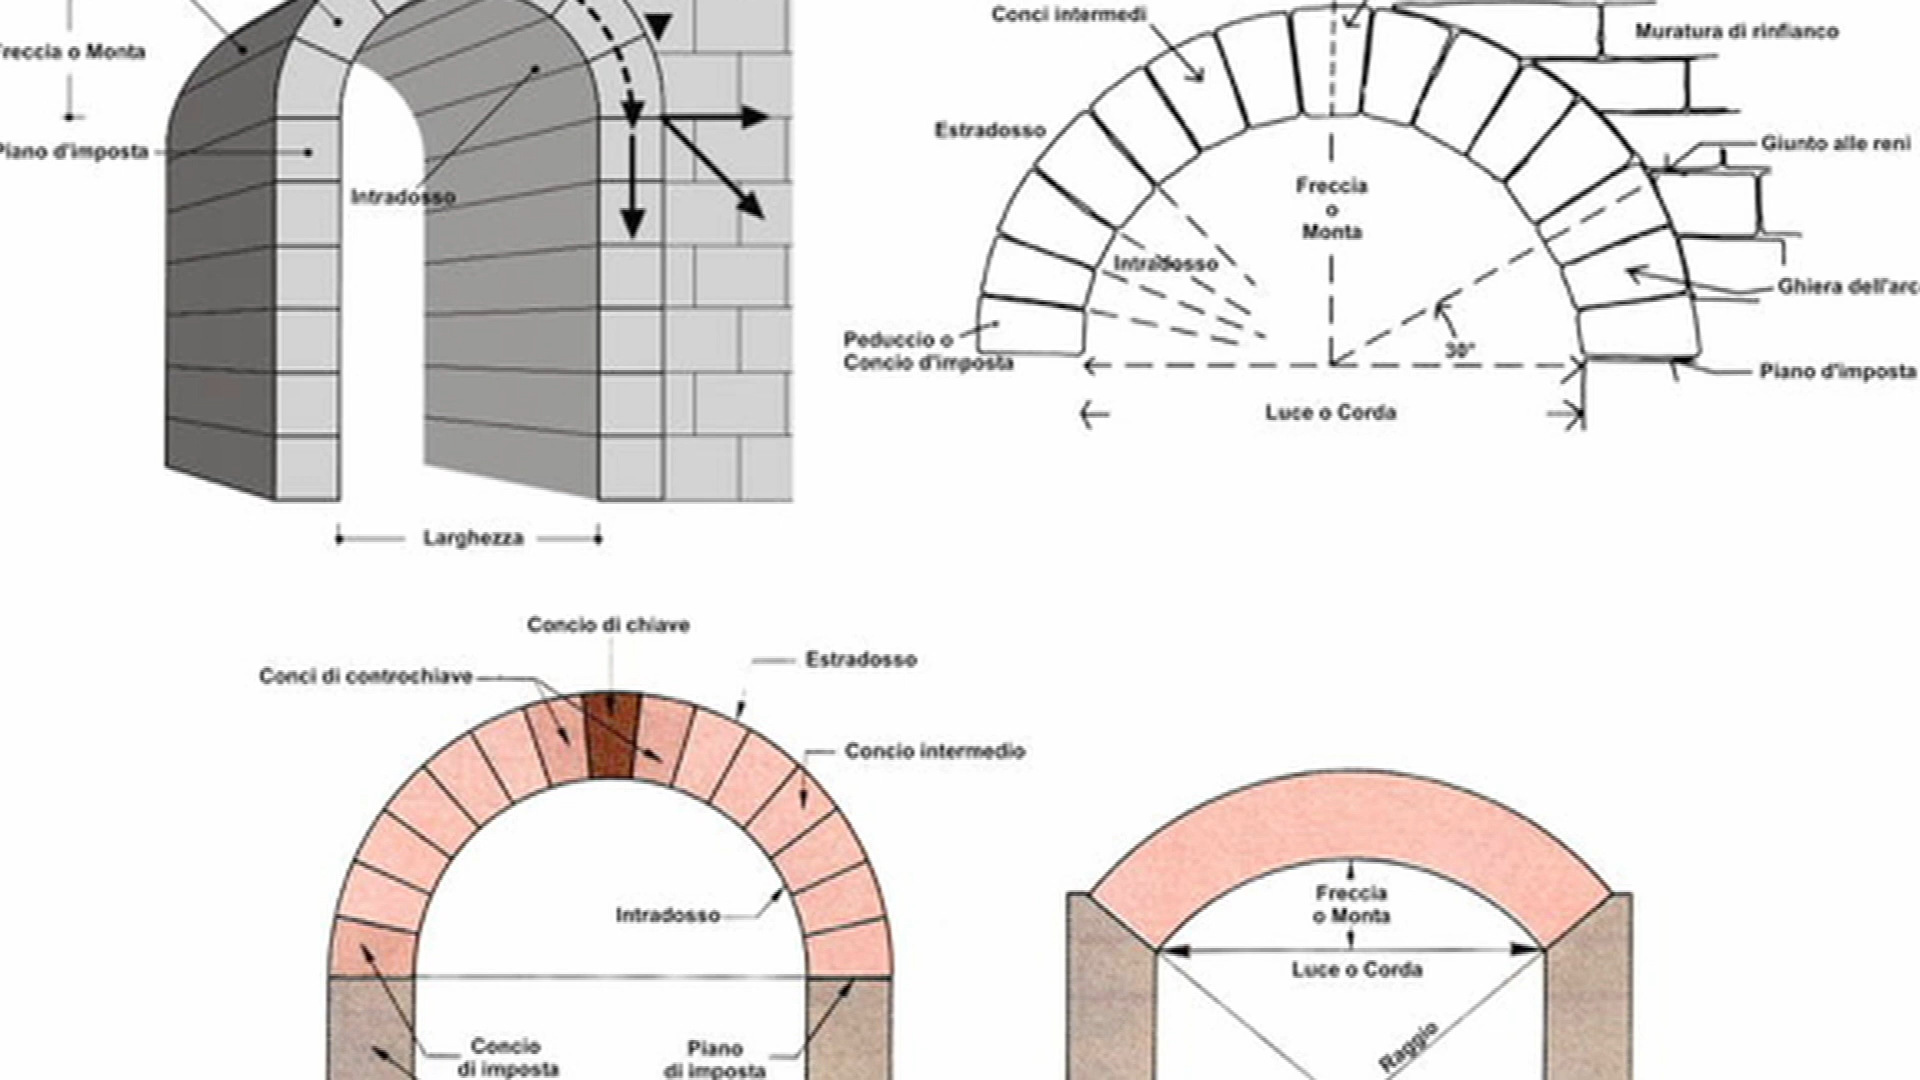 Freccia o Monta
Piano d'imposta
Intradosso
Larghezza
Conci intermedi
Muratura di rinfianco
Estradosso
Giunto alle reni
Freccia
o
Monta
Intradosso
Ghiera dell'arc
Peduccio o
Concio d'imposta
30°
Piano d'imposta
Luce o Corda
Concio di chiave
Conci di controchiave
Estradosso
Concio intermedio
Intradosso
Concio
di imposta
Piano
di imposta
Freccia
o Monta
Luce o Corda
Raggio